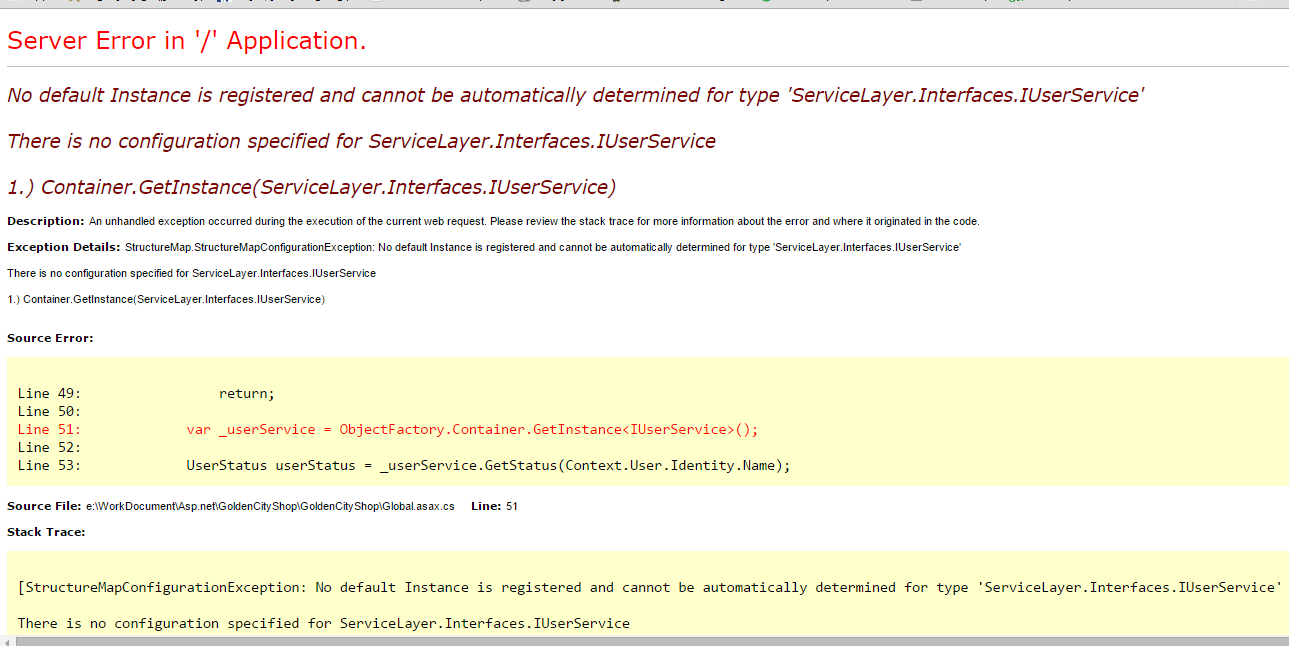 Server Error in '/' Application.
No default Instance is registered and cannot be automatically determined for type 'ServiceLayer.Interfaces.IUserService'
There is no configuration specified for ServiceLayer.Interfaces.IUserService
1.) Container.GetInstance(ServiceLayer.Interfaces.IUserService)
Description: An unhandled exception occurred during the execution of the current web request. Please review the stack trace for more information about the error and where it originated in the code.
Exception Details: StructureMap.StructureMapConfigurationException: No default Instance is registered and cannot be automatically determined for type 'ServiceLayer.Interfaces.IUserService'
There is no configuration specified for ServiceLayer.Interfaces.IUserService
1.) Container.GetInstance(ServiceLayer.Interfaces.IUserService)
Source Error:
Line 49: return;
Line 50:
Line 51: var _userService = ObjectFactory.Container.GetInstance<IUserService>();
Line 52:
Line 53: UserStatus userStatus = _userService.GetStatus(Context.User.Identity.Name);
Source File: e:\WorkDocument\Asp.net\GoldenCityShop\GoldenCityShop\Global.asax.cs Line: 51
Stack Trace:
[StructureMapConfigurationException: No default Instance is registered and cannot be automatically determined for type 'ServiceLayer.Interfaces.IUserService'
There is no configuration specified for ServiceLayer.Interfaces.IUserService